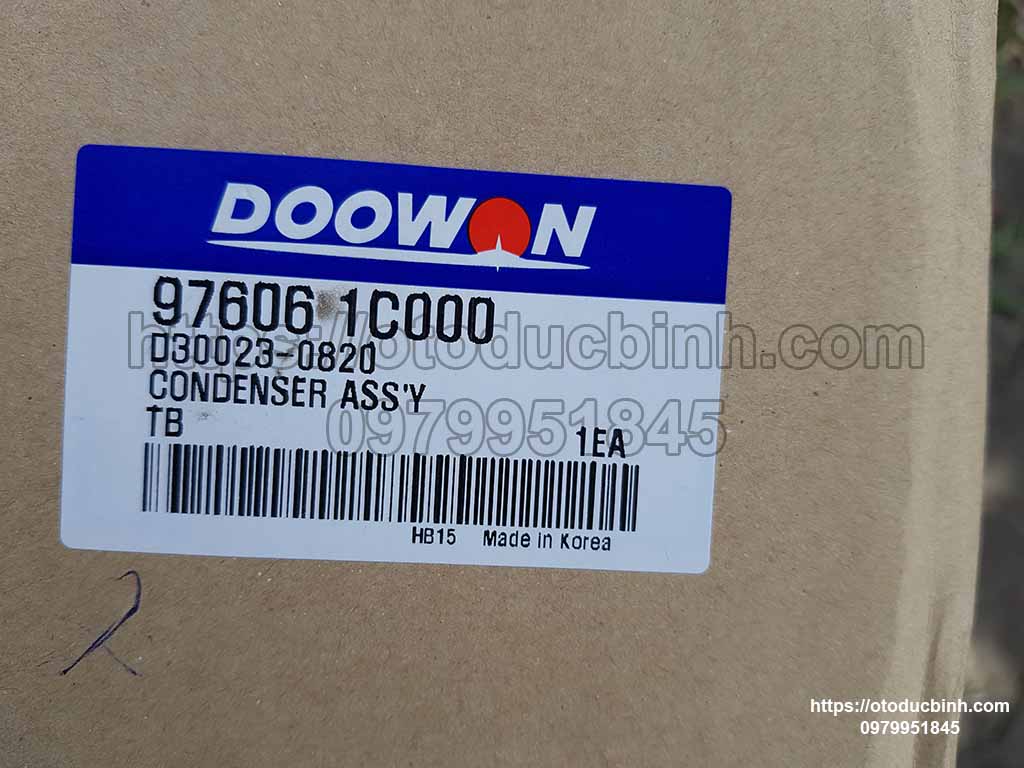 DOOWON
97606 1C000
https://otoducbinh.com
D30023-0820
CONDENSER ASS'Y
0979951845
TB
1EA
HB15 Made in Korea
2
https://otoducbinh.com
0979951845